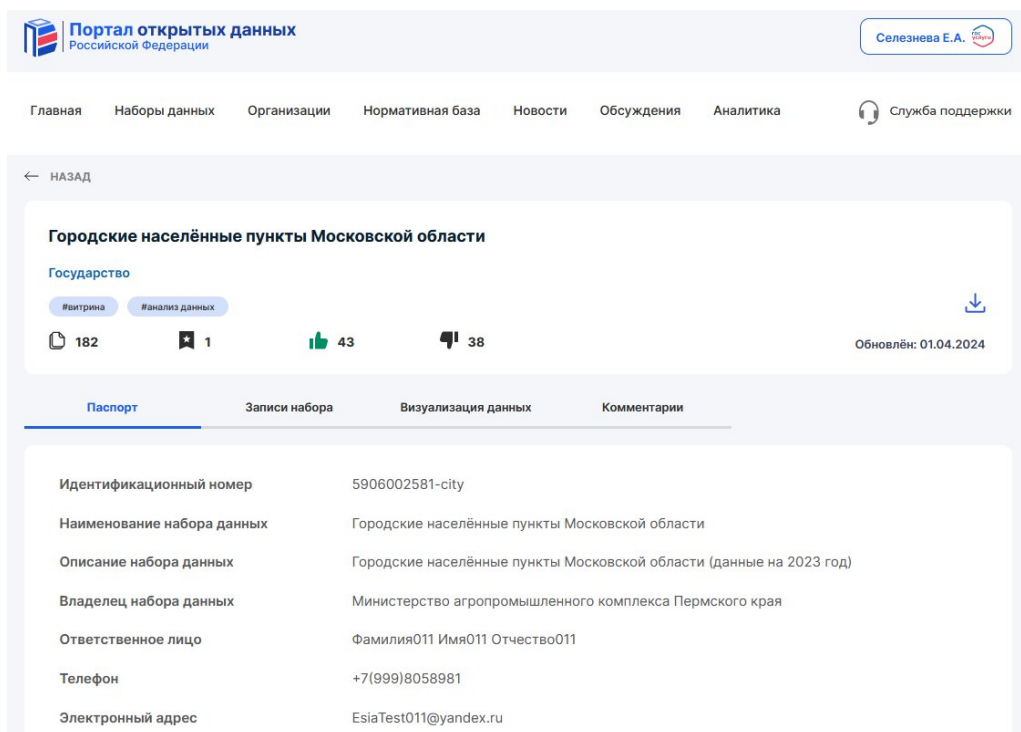 Портал открытых данных
Российской Федерации
Селезнева Е.А. гос услуги
Главная Наборы данных Организации Нормативная база Новости Обсуждения Аналитика Служба поддержки
← НАЗАД
Городские населённые пункты Московской области
Государство
#витрина #анализ данных
182 1 43 38 Обновлён: 01.04.2024
Паспорт Записи набора Визуализация данных Комментарии
Идентификационный номер 5906002581-city
Наименование набора данных Городские населённые пункты Московской области
Описание набора данных Городские населённые пункты Московской области (данные на 2023 год)
Владелец набора данных Министерство агропромышленного комплекса Пермского края
Ответственное лицо Фамилия011 Имя011 Отчество011
Телефон +7(999)8058981
Электронный адрес EsiaTest011@yandex.ru